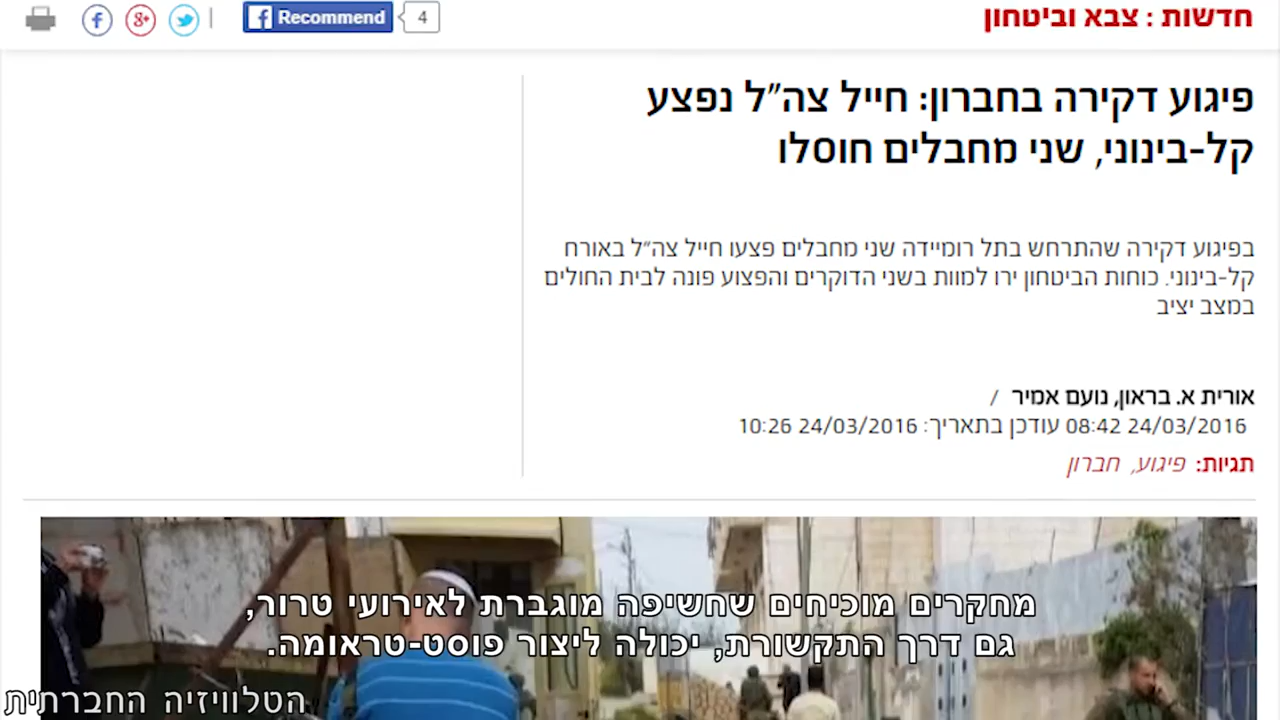 חדשות : צבא וביטחון
Recommend 4
פיגוע דקירה בחברון: חייל צה"ל נפצע
קל-בינוני, שני מחבלים חוסלו
בפיגוע דקירה שהתרחש בתל רומיידה שני מחבלים פצעו חייל צה"ל באורח
קל-בינוני. כוחות הביטחון ירו למוות בשני הדוקרים והפצוע פונה לבית החולים
במצב יציב
אורית א. בראון, נועם אמיר /
24/03/2016 08:42 עודכן בתאריך: 24/03/2016 10:26
תגיות: פיגוע, חברון
מחקרים מוכיחים שחשיפה מוגברת לאירועי טרור,
גם דרך התקשורת, יכולה ליצור פוסט-טראומה.
הטלוויזיה החברתית